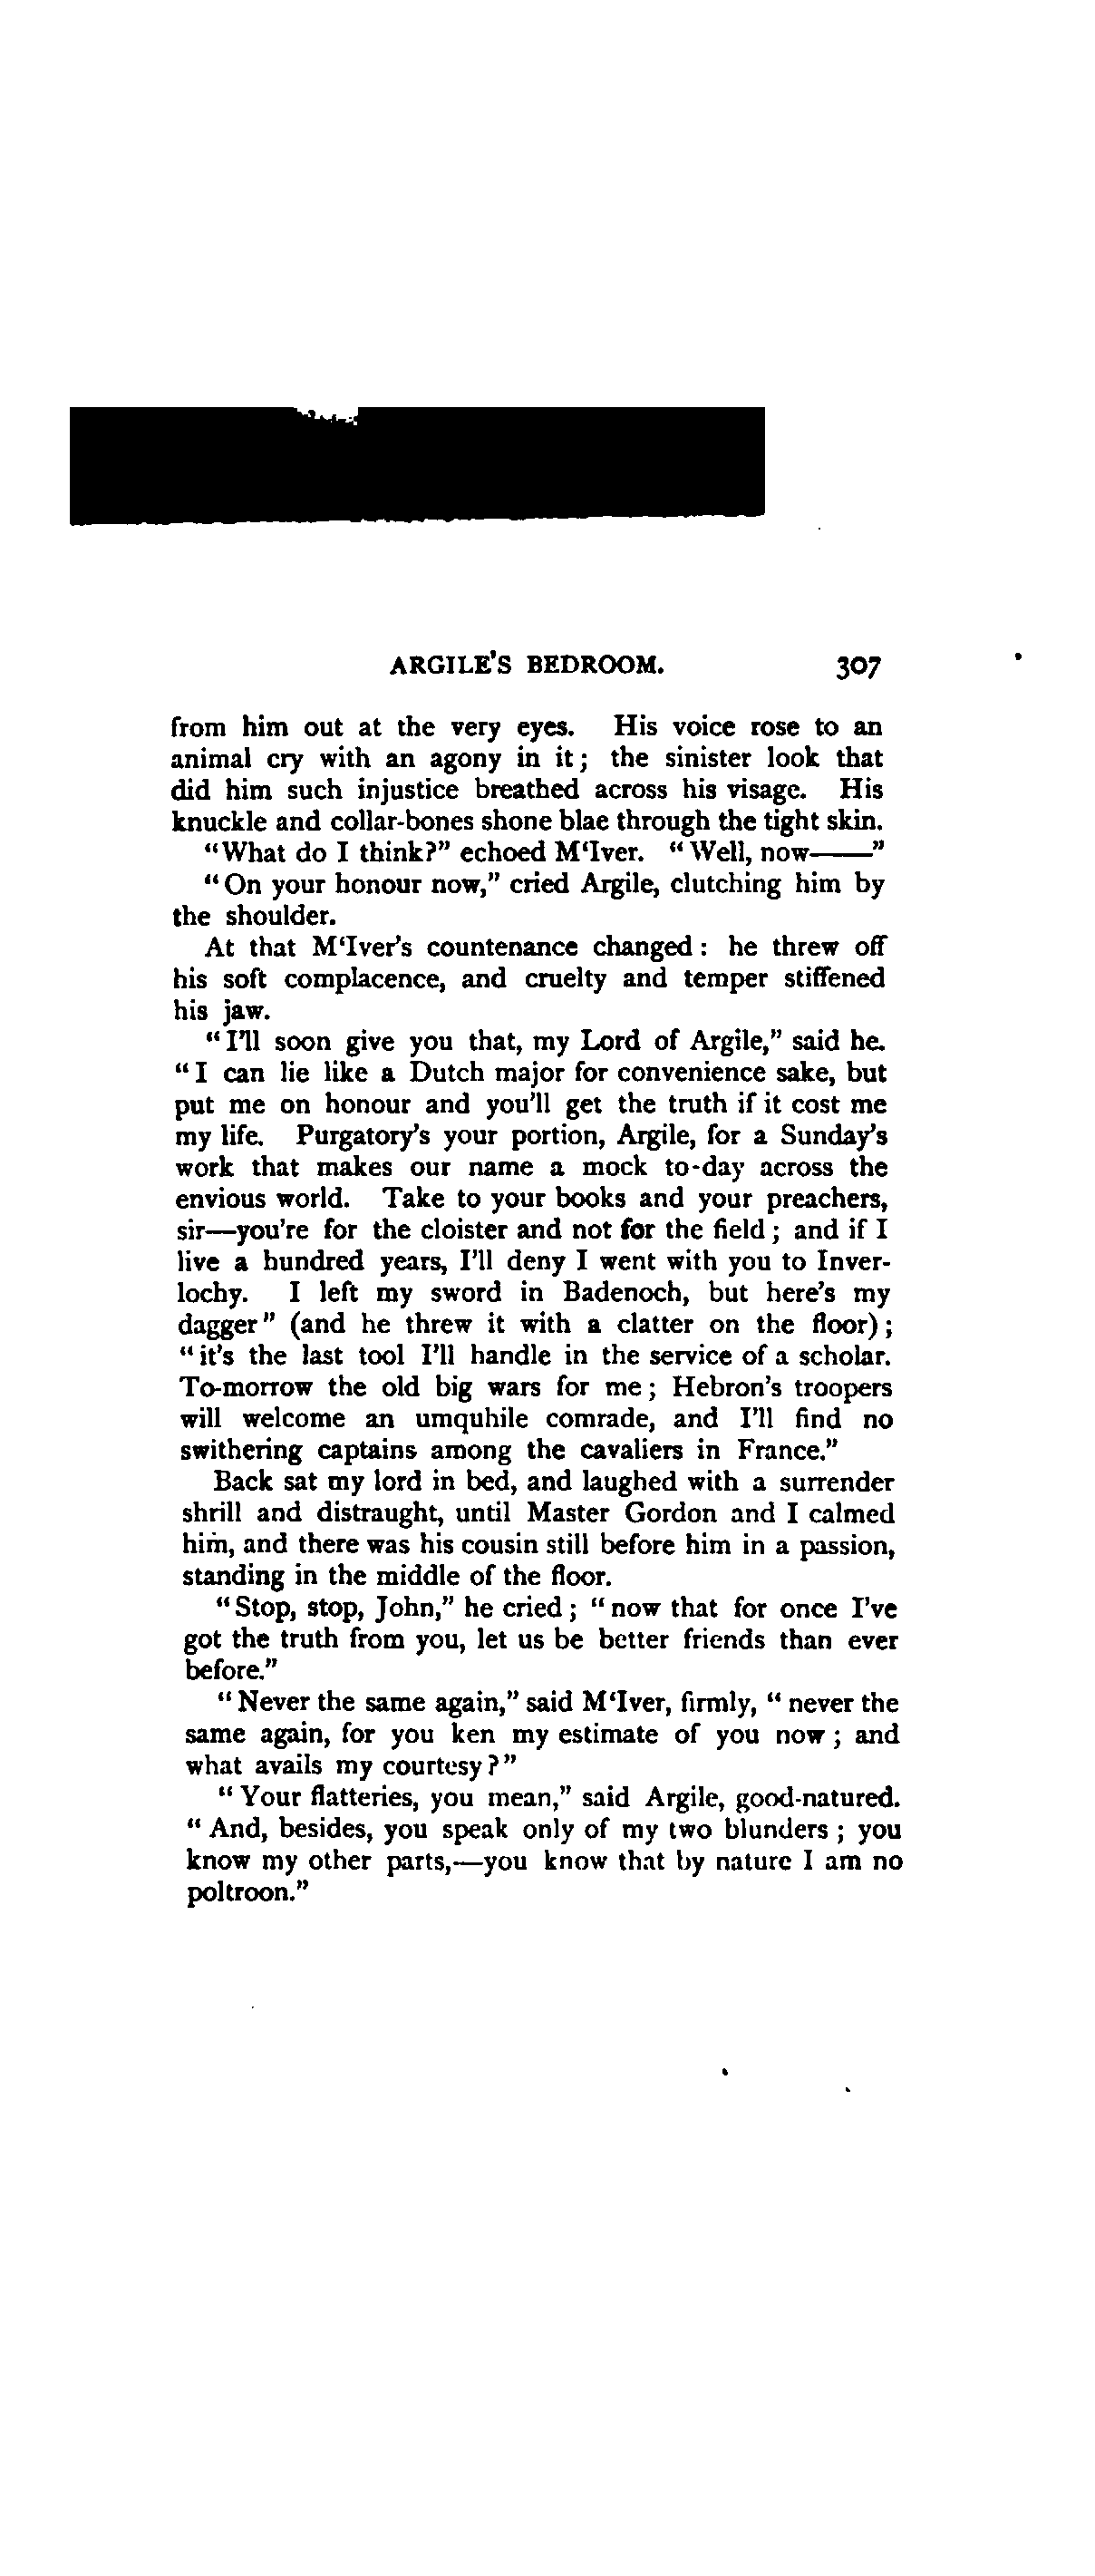 ARGILE'S BEDROOM. 307
from him out at the very eyes. His voice rose to an
animal cry with an agony in it; the sinister look that
did him such injustice breathed across his visage. His
knuckle and collar-bones shone blae through the tight skin.
"What do I think?" echoed M'Iver. "Well, now——"
"On your honour now," cried Argile, clutching him by
the shoulder.
At that M'Iver's countenance changed: he threw off
his soft complacence, and cruelty and temper stiffened
his jaw.
"I'll soon give you that, my Lord of Argile," said he.
"I can lie like a Dutch major for convenience sake, but
put me on honour and you'll get the truth if it cost me
my life. Purgatory's your portion, Argile, for a Sunday's
work that makes our name a mock to-day across the
envious world. Take to your books and your preachers,
sir—you're for the cloister and not for the field; and if I
live a hundred years, I'll deny I went with you to Inver-
lochy. I left my sword in Badenoch, but here's my
dagger" (and he threw it with a clatter on the floor);
"it's the last tool I'll handle in the service of a scholar.
To-morrow the old big wars for me; Hebron's troopers
will welcome an umquhile comrade, and I'll find no
swithering captains among the cavaliers in France."
Back sat my lord in bed, and laughed with a surrender
shrill and distraught, until Master Gordon and I calmed
him, and there was his cousin still before him in a passion,
standing in the middle of the floor.
"Stop, stop, John," he cried; "now that for once I've
got the truth from you, let us be better friends than ever
before."
"Never the same again," said M'Iver, firmly, "never the
same again, for you ken my estimate of you now; and
what avails my courtesy?"
"Your flatteries, you mean," said Argile, good-natured.
"And, besides, you speak only of my two blunders; you
know my other parts,—you know that by nature I am no
poltroon."